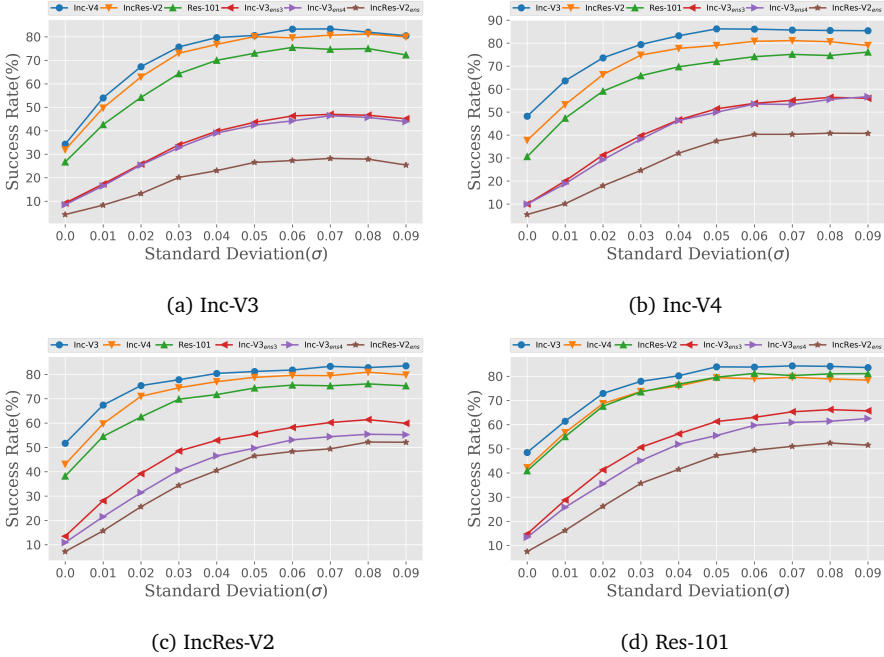 Inc-V4 IncRes-V2 Res-101 Inc-V3ens3 Inc-V3ens4 IncRes-V2ens
Success Rate(%)
80
70
60
50
40
30
20
10
0.0 0.01 0.02 0.03 0.04 0.05 0.06 0.07 0.08 0.09
Standard Deviation(σ)
(a) Inc-V3
Inc-V3 IncRes-V2 Res-101 Inc-V3ens3 Inc-V3ens4 IncRes-V2ens
Success Rate(%)
90
80
70
60
50
40
30
20
10
0.0 0.01 0.02 0.03 0.04 0.05 0.06 0.07 0.08 0.09
Standard Deviation(σ)
(b) Inc-V4
Inc-V3 Inc-V4 Res-101 Inc-V3ens3 Inc-V3ens4 IncRes-V2ens
Success Rate(%)
90
80
70
60
50
40
30
20
10
0.0 0.01 0.02 0.03 0.04 0.05 0.06 0.07 0.08 0.09
Standard Deviation(σ)
(c) IncRes-V2
Inc-V3 Inc-V4 IncRes-V2 Inc-V3ens3 Inc-V3ens4 IncRes-V2ens
Success Rate(%)
90
80
70
60
50
40
30
20
10
0.0 0.01 0.02 0.03 0.04 0.05 0.06 0.07 0.08 0.09
Standard Deviation(σ)
(d) Res-101